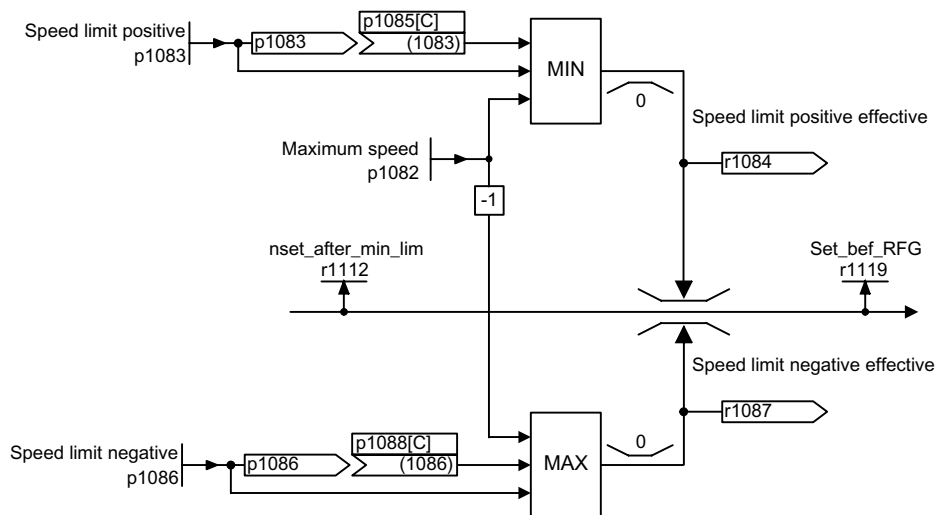 Speed limit positive
p1083
p1083
p1085[C]
(1083)
MIN
0
Speed limit positive effective
r1084
Maximum speed
p1082
-1
nset_after_min_lim
r1112
Set_bef_RFG
r1119
Speed limit negative effective
r1087
Speed limit negative
p1086
p1086
p1088[C]
(1086)
MAX
0